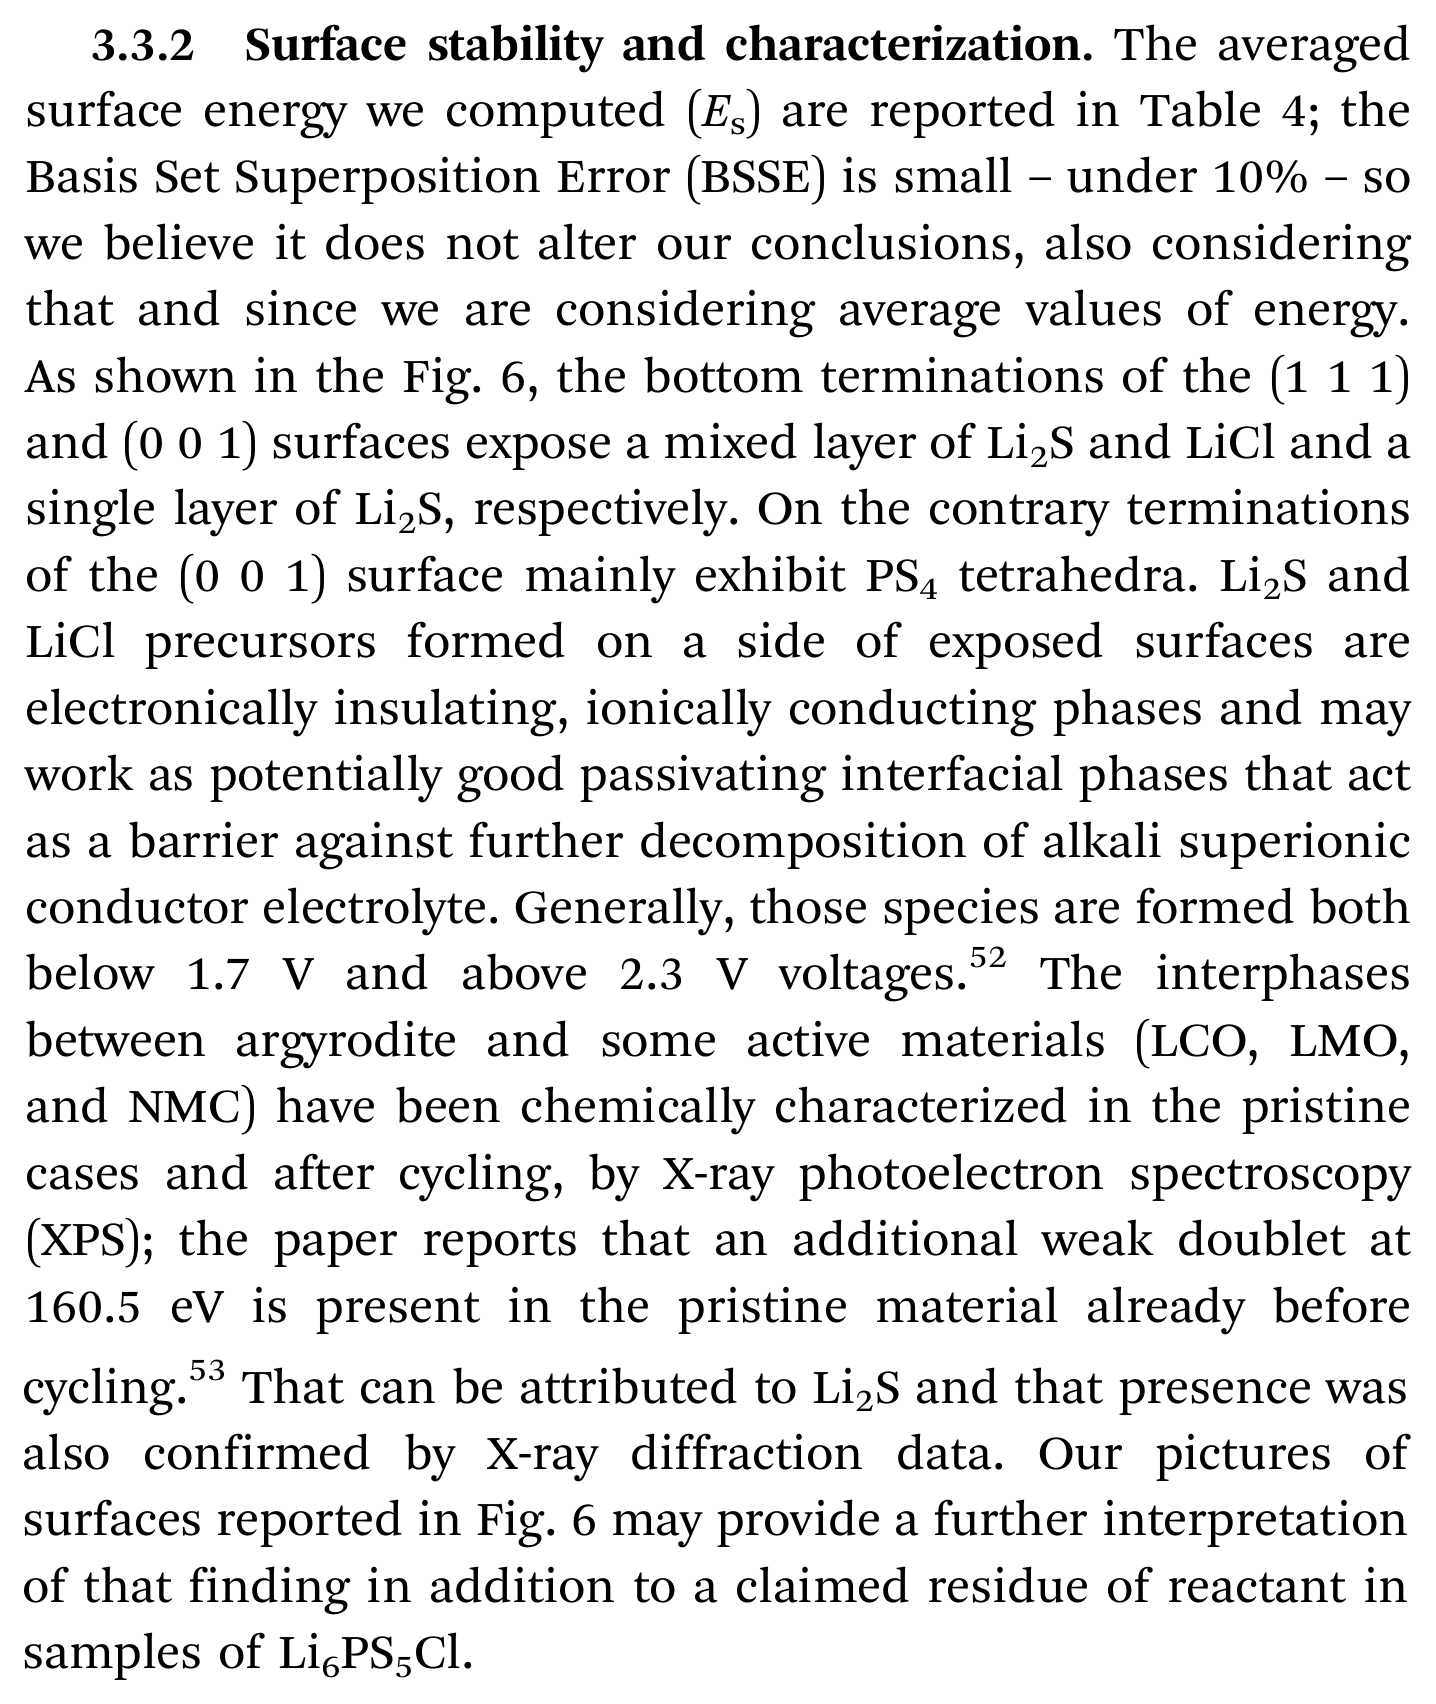 3.3.2 Surface stability and characterization. The averaged
surface energy we computed (Eₛ) are reported in Table 4; the
Basis Set Superposition Error (BSSE) is small – under 10% – so
we believe it does not alter our conclusions, also considering
that and since we are considering average values of energy.
As shown in the Fig. 6, the bottom terminations of the (1 1 1)
and (0 0 1) surfaces expose a mixed layer of Li₂S and LiCl and a
single layer of Li₂S, respectively. On the contrary terminations
of the (0 0 1) surface mainly exhibit PS₄ tetrahedra. Li₂S and
LiCl precursors formed on a side of exposed surfaces are
electronically insulating, ionically conducting phases and may
work as potentially good passivating interfacial phases that act
as a barrier against further decomposition of alkali superionic
conductor electrolyte. Generally, those species are formed both
below 1.7 V and above 2.3 V voltages.⁵² The interphases
between argyrodite and some active materials (LCO, LMO,
and NMC) have been chemically characterized in the pristine
cases and after cycling, by X-ray photoelectron spectroscopy
(XPS); the paper reports that an additional weak doublet at
160.5 eV is present in the pristine material already before
cycling.⁵³ That can be attributed to Li₂S and that presence was
also confirmed by X-ray diffraction data. Our pictures of
surfaces reported in Fig. 6 may provide a further interpretation
of that finding in addition to a claimed residue of reactant in
samples of Li₆PS₅Cl.